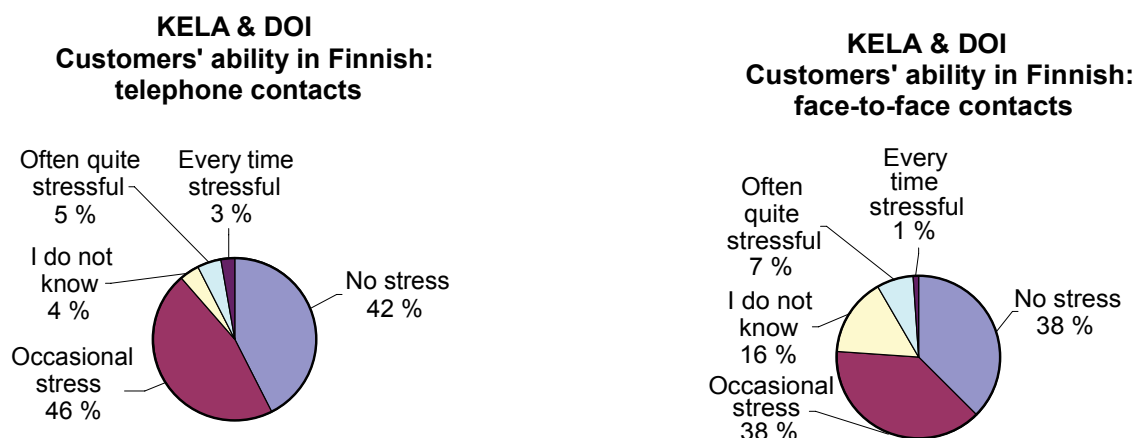 KELA & DOI
Customers' ability in Finnish:
telephone contacts
Often quite
stressful
5 %
Every time
stressful
3 %
I do not
know
4 %
No stress
42 %
Occasional
stress
46 %
KELA & DOI
Customers' ability in Finnish:
face-to-face contacts
Every
time
stressful
1 %
Often
quite
stressful
7 %
I do not
know
16 %
No stress
38 %
Occasional
stress
38 %